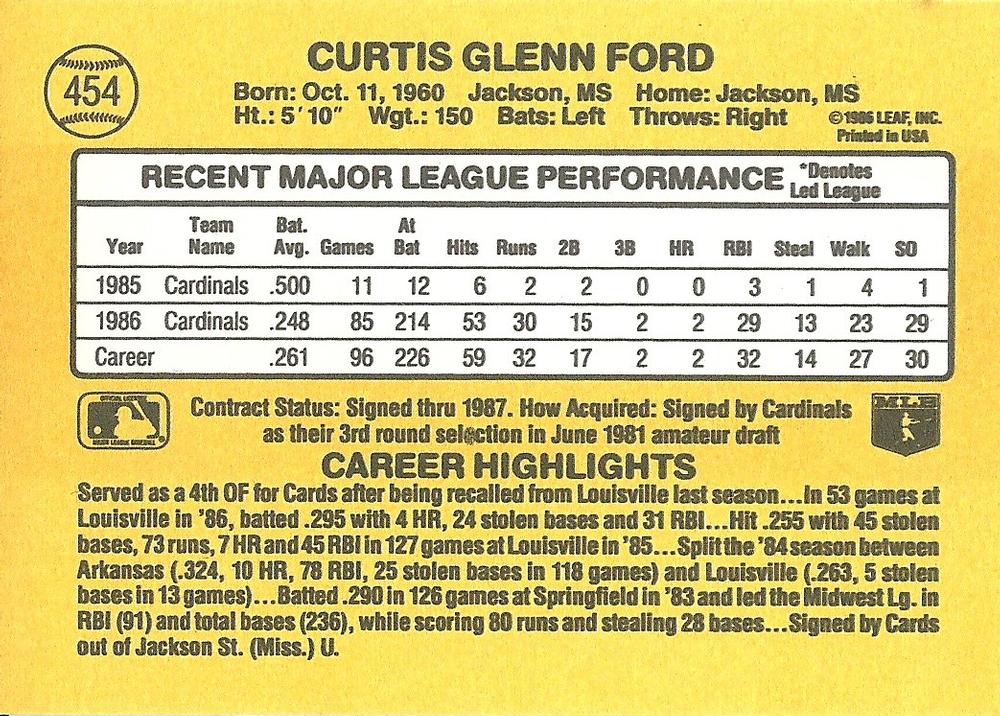 454
CURTIS GLENN FORD
Born: Oct. 11, 1960 Jackson, MS Home: Jackson, MS
Ht.: 5' 10" Wgt.: 150 Bats: Left Throws: Right
©1986 LEAF, INC.
Printed in USA
RECENT MAJOR LEAGUE PERFORMANCE *Denotes Led League
Year Team Name Bat. Avg. Games At Bat Hits Runs 2B 3B HR RBI Steal Walk SO
1985 Cardinals .500 11 12 6 2 2 0 0 3 1 4 1
1986 Cardinals .248 85 214 53 30 15 2 2 29 13 23 29
Career .261 96 226 59 32 17 2 2 32 14 27 30
OFFICIAL LICENSEE
MAJOR LEAGUE BASEBALL
Contract Status: Signed thru 1987. How Acquired: Signed by Cardinals
as their 3rd round selection in June 1981 amateur draft
MLB
CAREER HIGHLIGHTS
Served as a 4th OF for Cards after being recalled from Louisville last season...In 53 games at
Louisville in '86, batted .295 with 4 HR, 24 stolen bases and 31 RBI...Hit .255 with 45 stolen
bases, 73 runs, 7 HR and 45 RBI in 127 games at Louisville in '85...Split the '84 season between
Arkansas (.324, 10 HR, 78 RBI, 25 stolen bases in 118 games) and Louisville (.263, 5 stolen
bases in 13 games)...Batted .290 in 126 games at Springfield in '83 and led the Midwest Lg. in
RBI (91) and total bases (236), while scoring 80 runs and stealing 28 bases...Signed by Cards
out of Jackson St. (Miss.) U.